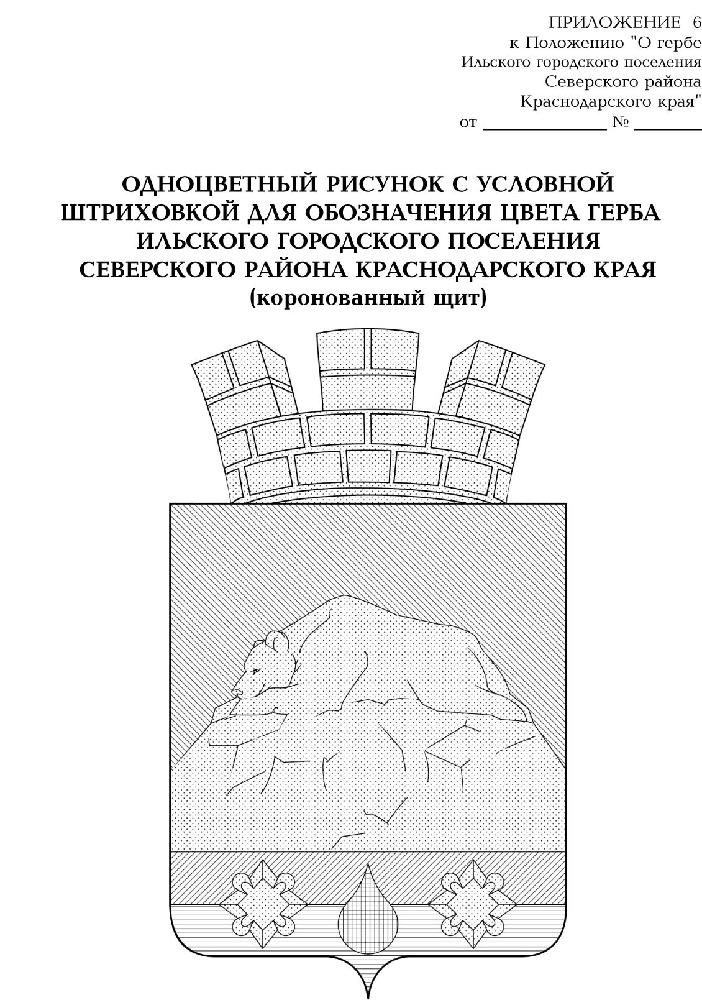 ПРИЛОЖЕНИЕ 6
к Положению "О гербе
Ильского городского поселения
Северского района
Краснодарского края"
от ______________ № ________
ОДНОЦВЕТНЫЙ РИСУНОК С УСЛОВНОЙ
ШТРИХОВКОЙ ДЛЯ ОБОЗНАЧЕНИЯ ЦВЕТА ГЕРБА
ИЛЬСКОГО ГОРОДСКОГО ПОСЕЛЕНИЯ
СЕВЕРСКОГО РАЙОНА КРАСНОДАРСКОГО КРАЯ
(коронованный щит)